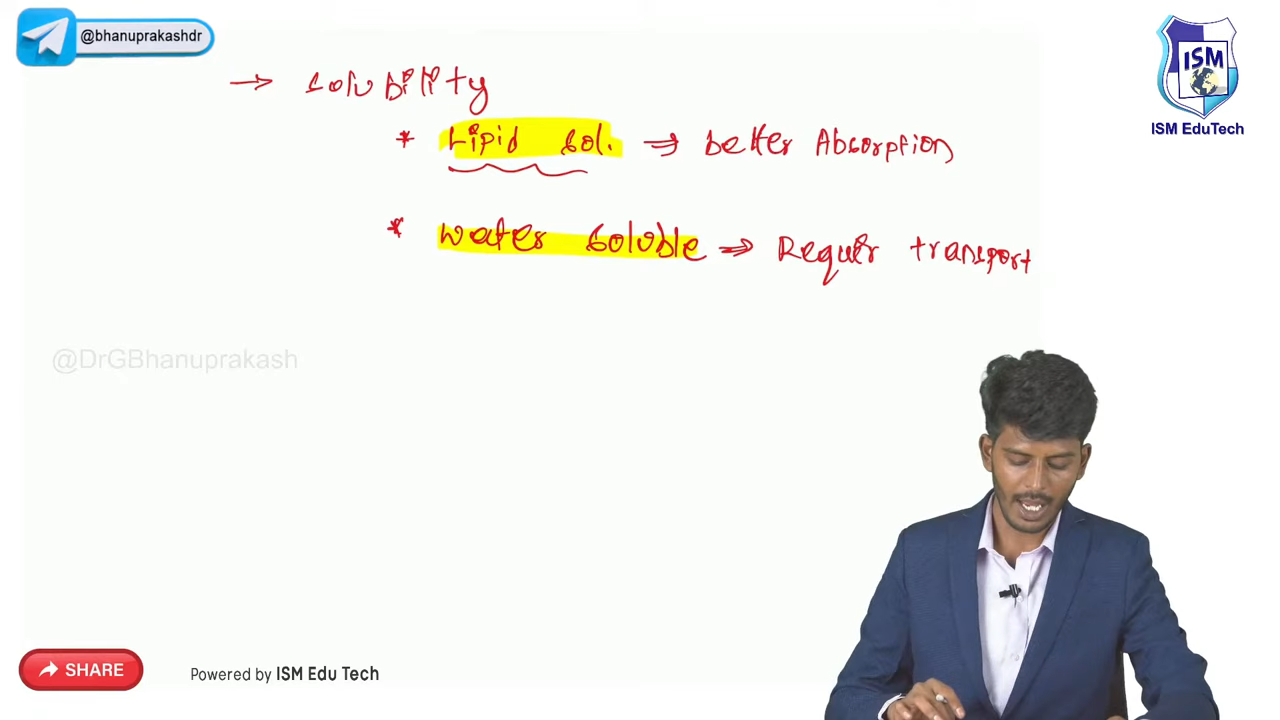 @bhanuprakashdr
ISM
ISM EduTech
→ solubility
* Lipid sol. ⇒ better Absorption
* water soluble ⇒ Requir transport
@DrGBhanuprakash
SHARE
Powered by ISM Edu Tech